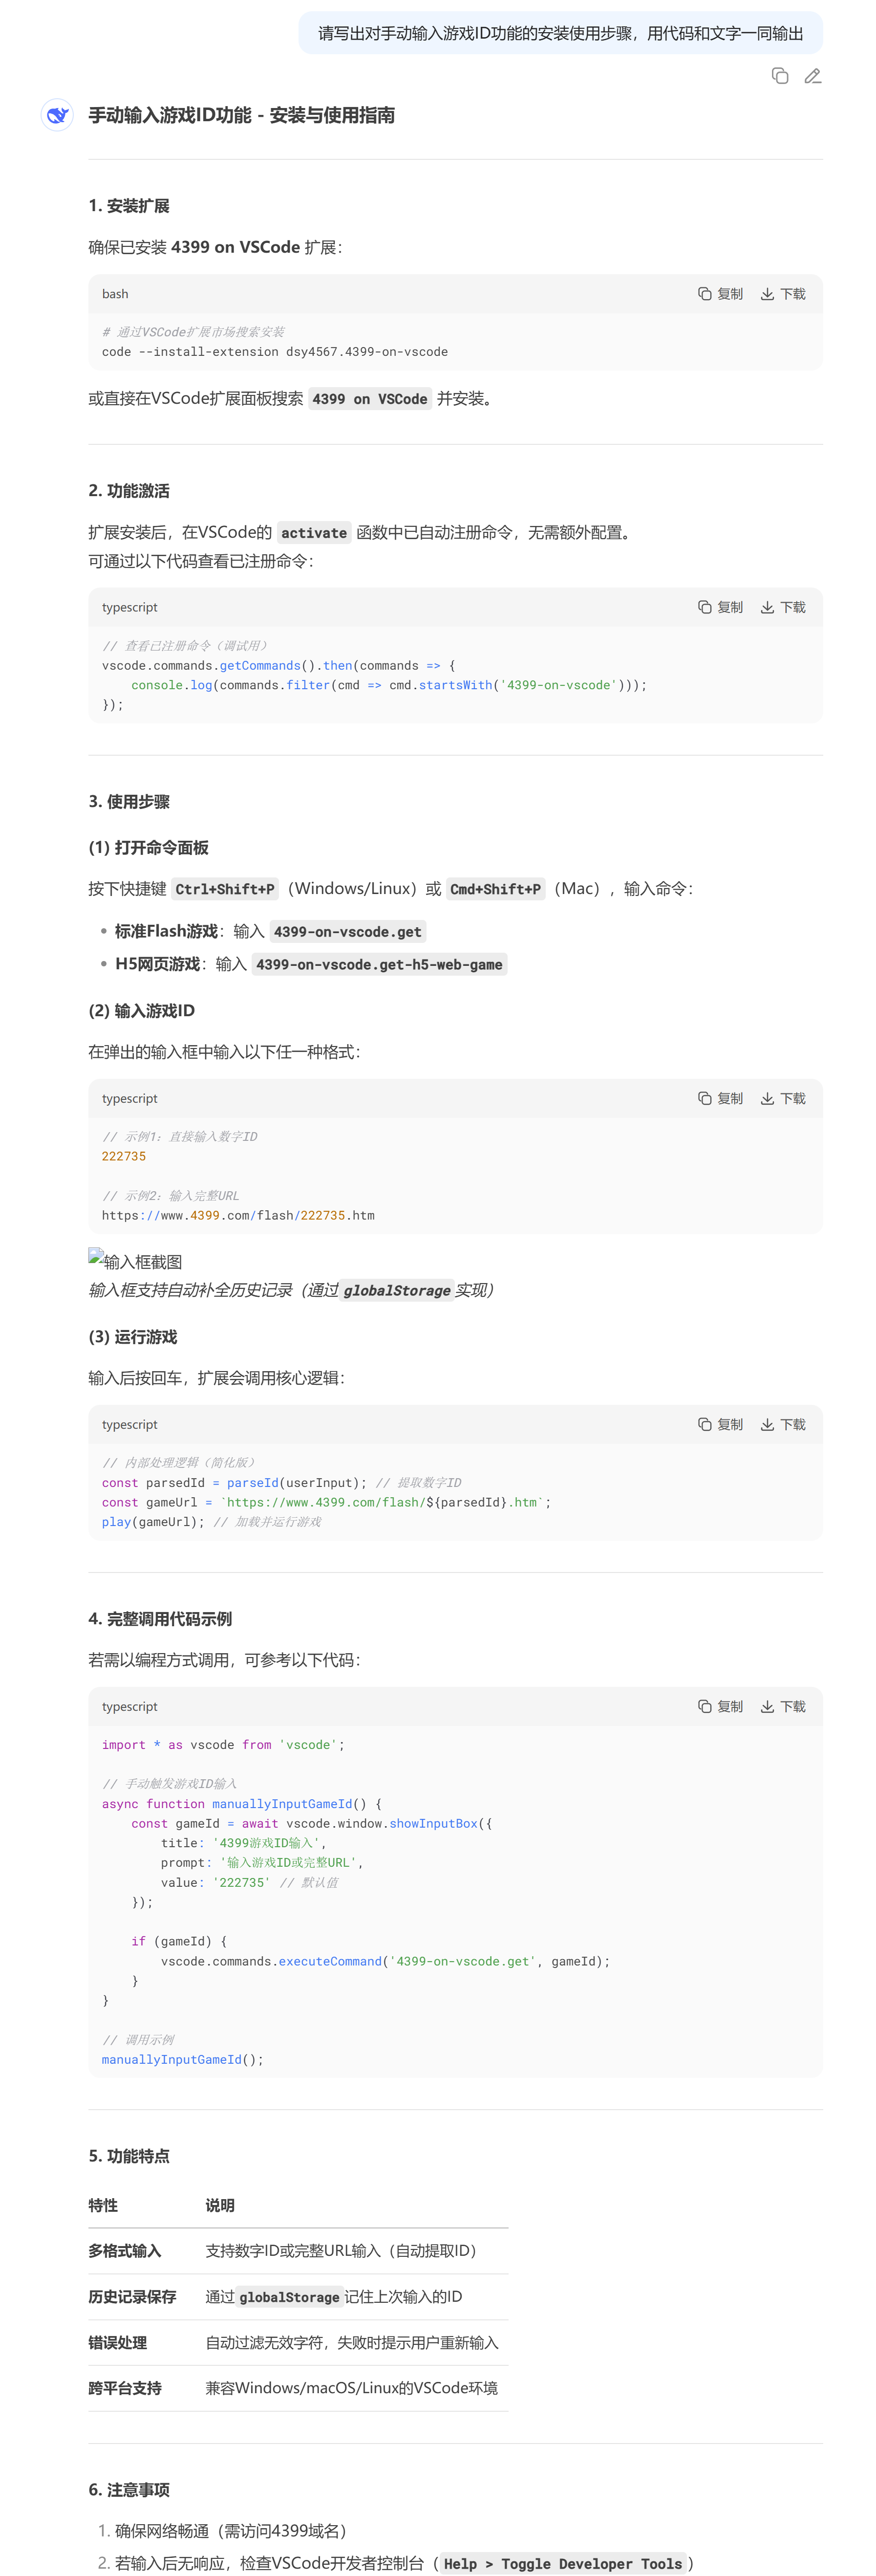 请写出对手动输入游戏ID功能的安装使用步骤，用代码和文字一同输出
手动输入游戏ID功能 - 安装与使用指南
1. 安装扩展
确保已安装 4399 on VSCode 扩展：
bash
复制
下载
# 通过VSCode扩展市场搜索安装
code --install-extension dsy4567.4399-on-vscode
或直接在VSCode扩展面板搜索 4399 on VSCode 并安装。
2. 功能激活
扩展安装后，在VSCode的 activate 函数中已自动注册命令，无需额外配置。
可通过以下代码查看已注册命令：
typescript
复制
下载
// 查看已注册命令（调试用）
vscode.commands.getCommands().then(commands => {
    console.log(commands.filter(cmd => cmd.startsWith('4399-on-vscode')));
});
3. 使用步骤
(1) 打开命令面板
按下快捷键 Ctrl+Shift+P（Windows/Linux）或 Cmd+Shift+P（Mac），输入命令：
• 标准Flash游戏：输入 4399-on-vscode.get
• H5网页游戏：输入 4399-on-vscode.get-h5-web-game
(2) 输入游戏ID
在弹出的输入框中输入以下任一种格式：
typescript
复制
下载
// 示例1：直接输入数字ID
222735
// 示例2：输入完整URL
https://www.4399.com/flash/222735.htm
输入框截图
输入框支持自动补全历史记录（通过globalStorage实现）
(3) 运行游戏
输入后按回车，扩展会调用核心逻辑：
typescript
复制
下载
// 内部处理逻辑（简化版）
const parsedId = parseId(userInput); // 提取数字ID
const gameUrl = `https://www.4399.com/flash/${parsedId}.htm`;
play(gameUrl); // 加载并运行游戏
4. 完整调用代码示例
若需以编程方式调用，可参考以下代码：
typescript
复制
下载
import * as vscode from 'vscode';
// 手动触发游戏ID输入
async function manuallyInputGameId() {
    const gameId = await vscode.window.showInputBox({
        title: '4399游戏ID输入',
        prompt: '输入游戏ID或完整URL',
        value: '222735' // 默认值
    });
    if (gameId) {
        vscode.commands.executeCommand('4399-on-vscode.get', gameId);
    }
}
// 调用示例
manuallyInputGameId();
5. 功能特点
特性 说明
多格式输入 支持数字ID或完整URL输入（自动提取ID）
历史记录保存 通过globalStorage记住上次输入的ID
错误处理 自动过滤无效字符，失败时提示用户重新输入
跨平台支持 兼容Windows/macOS/Linux的VSCode环境
6. 注意事项
1. 确保网络畅通（需访问4399域名）
2. 若输入后无响应，检查VSCode开发者控制台（Help > Toggle Developer Tools）